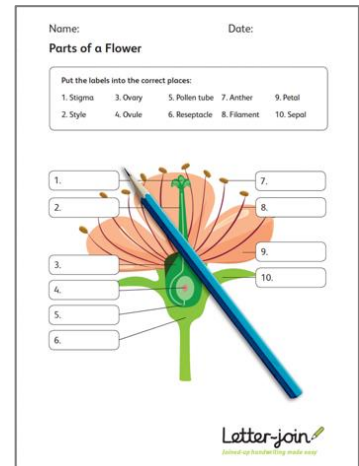 Name: Date:
Parts of a Flower
Put the labels into the correct places:
1. Stigma 3. Ovary 5. Pollen tube 7. Anther 9. Petal
2. Style 4. Ovule 6. Reseptacle 8. Filament 10. Sepal
1. 7.
2. 8.
3. 9.
4. 10.
5.
6.
Letter-join
Joined-up handwriting made easy